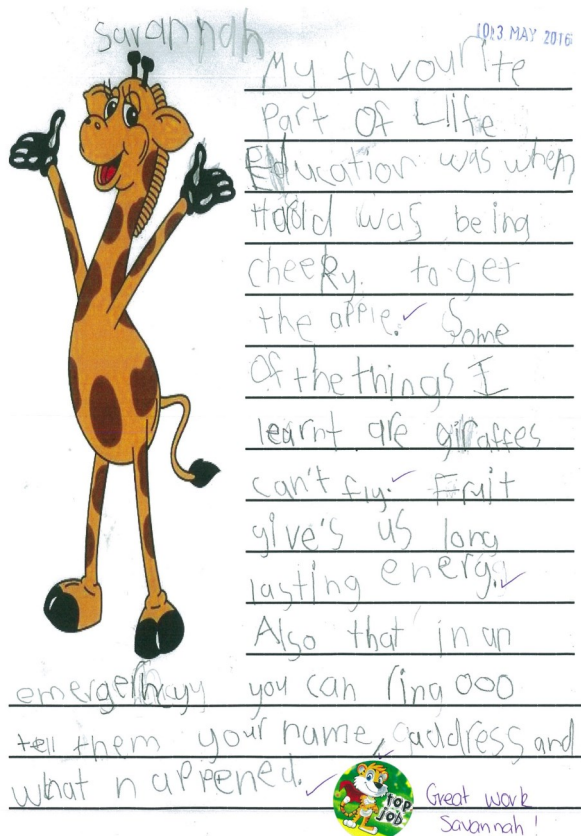 savannah
10 3 MAY 2016
My favourite
Part of Life
Education was when
Harold was being
cheeky. to get
the apple. Some
of the things I
learnt are giraffes
can't fly. Fruit
give's us long
lasting energy.
Also that in an
emergency you can ring 000
tell them your name, address and
what happened.
TOP JOB
Great work
Savannah!